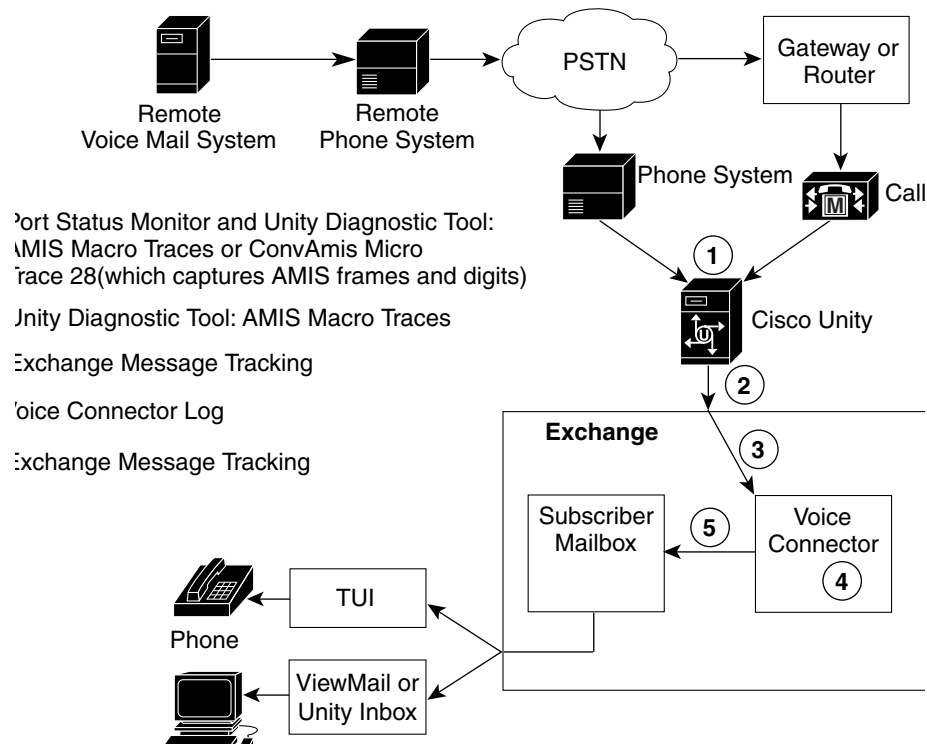 PSTN
Gateway or
Router
Remote
Voice Mail System
Remote
Phone System
Phone System
M
Call
Port Status Monitor and Unity Diagnostic Tool:
AMIS Macro Traces or ConvAmis Micro
Trace 28(which captures AMIS frames and digits)
Unity Diagnostic Tool: AMIS Macro Traces
Exchange Message Tracking
Voice Connector Log
Exchange Message Tracking
1
U
Cisco Unity
2
Exchange
3
Subscriber
Mailbox
5
Voice
Connector
4
TUI
Phone
ViewMail or
Unity Inbox